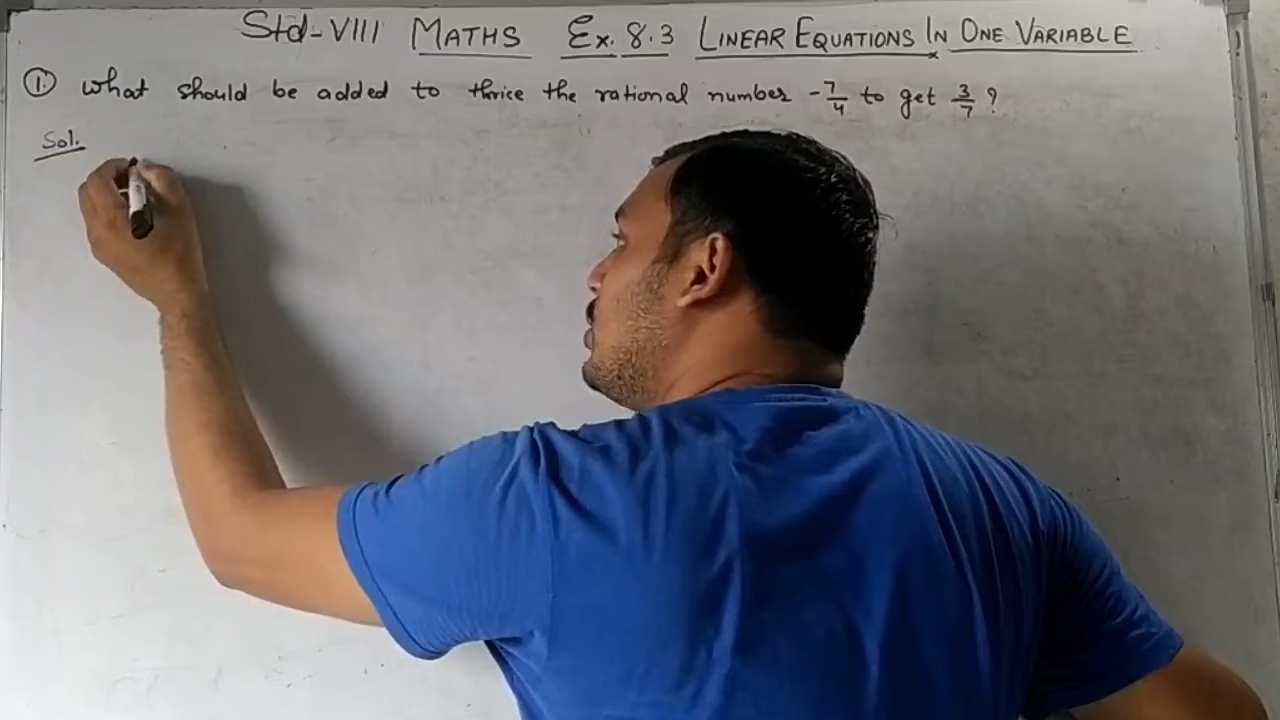 Std-VIII MATHS Ex. 8.3 LINEAR EQUATIONS IN ONE VARIABLE
1. What should be added to thrice the rational number -7/4 to get 3/7 ?
Sol.